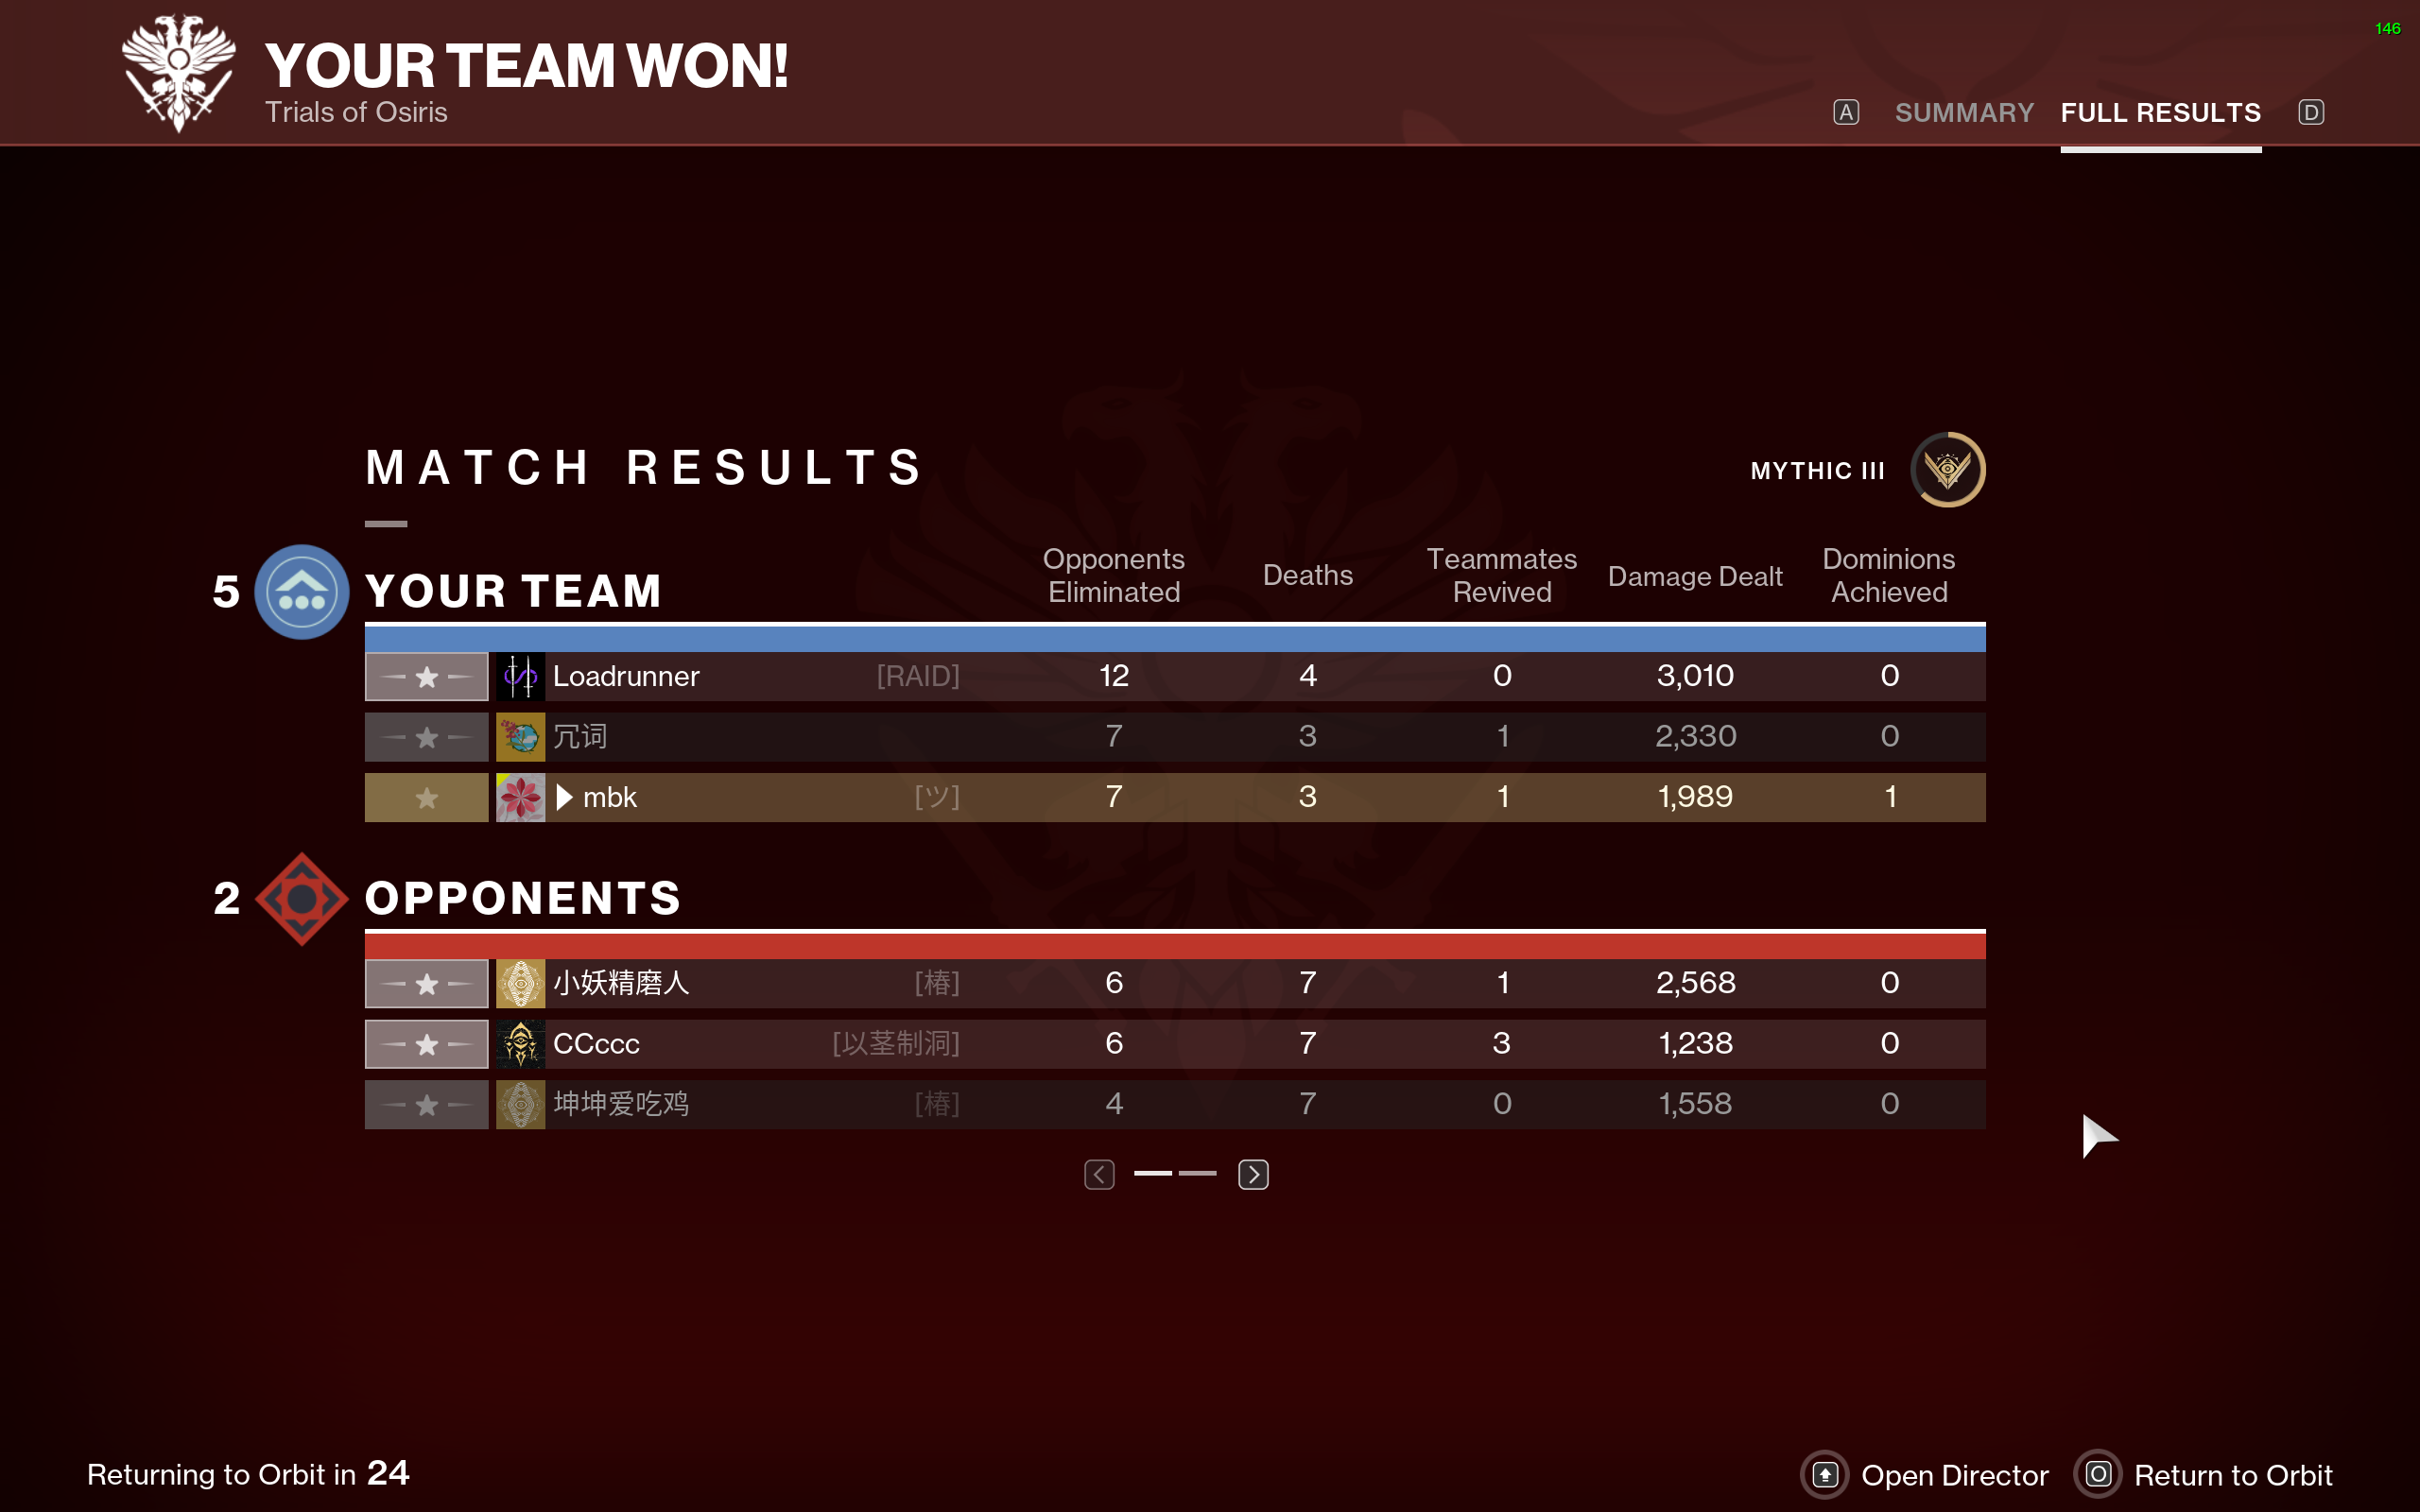 146
YOUR TEAM WON!
Trials of Osiris
A SUMMARY FULL RESULTS D
MATCH RESULTS
MYTHIC III
5 YOUR TEAM Opponents Eliminated Deaths Teammates Revived Damage Dealt Dominions Achieved
Loadrunner [RAID] 12 4 0 3,010 0
冗词 7 3 1 2,330 0
mbk [ツ] 7 3 1 1,989 1
2 OPPONENTS
小妖精磨人 [椿] 6 7 1 2,568 0
CCccc [以茎制洞] 6 7 3 1,238 0
坤坤爱吃鸡 [椿] 4 7 0 1,558 0
Returning to Orbit in 24
Open Director O Return to Orbit